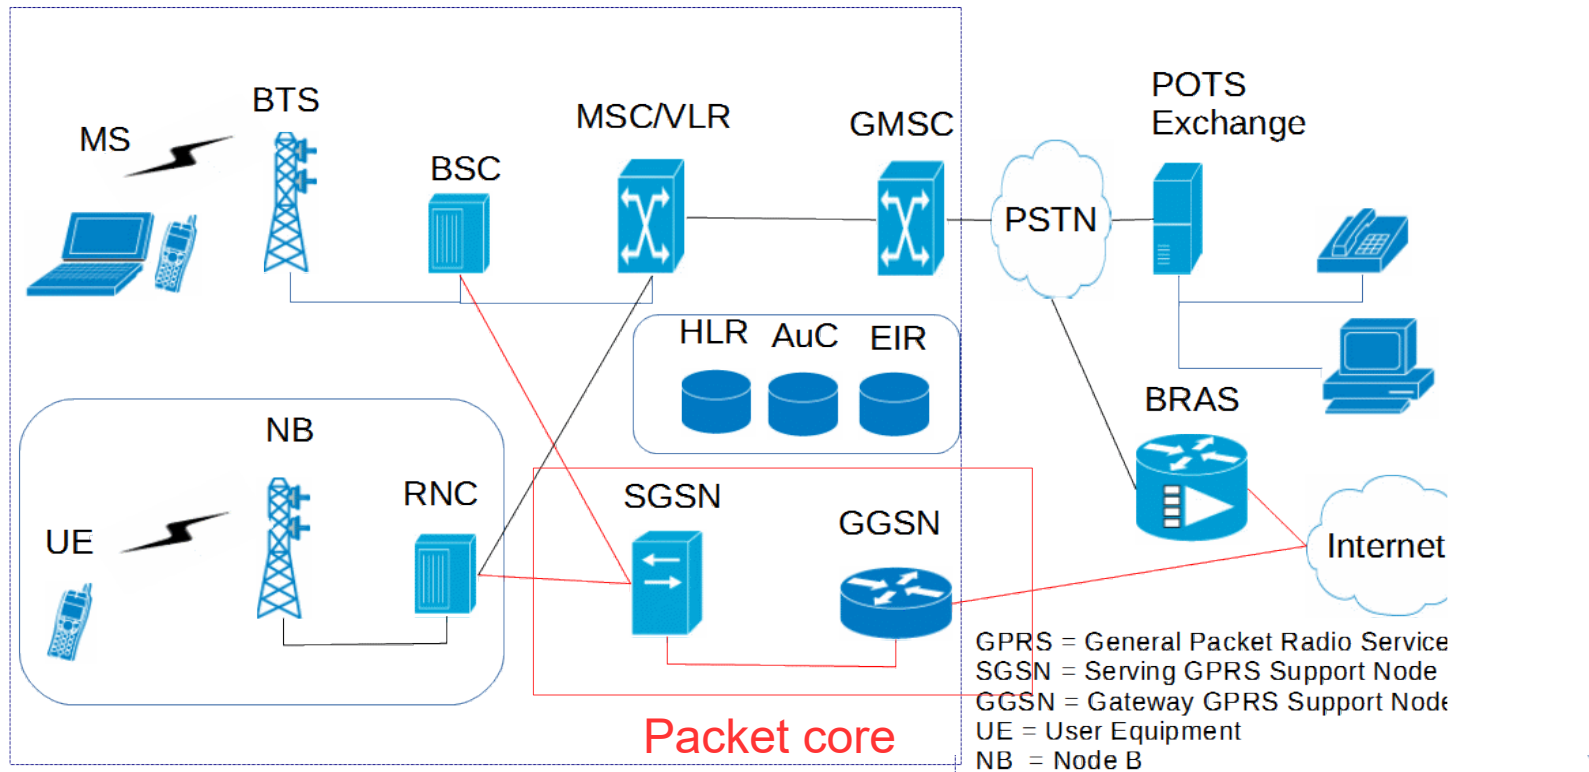 BTS
MS
BSC
MSC/VLR
GMSC
POTS
Exchange
PSTN
HLR
AuC
EIR
BRAS
NB
RNC
UE
SGSN
GGSN
Internet
Packet core
GPRS = General Packet Radio Service
SGSN = Serving GPRS Support Node
GGSN = Gateway GPRS Support Node
UE = User Equipment
NB = Node B